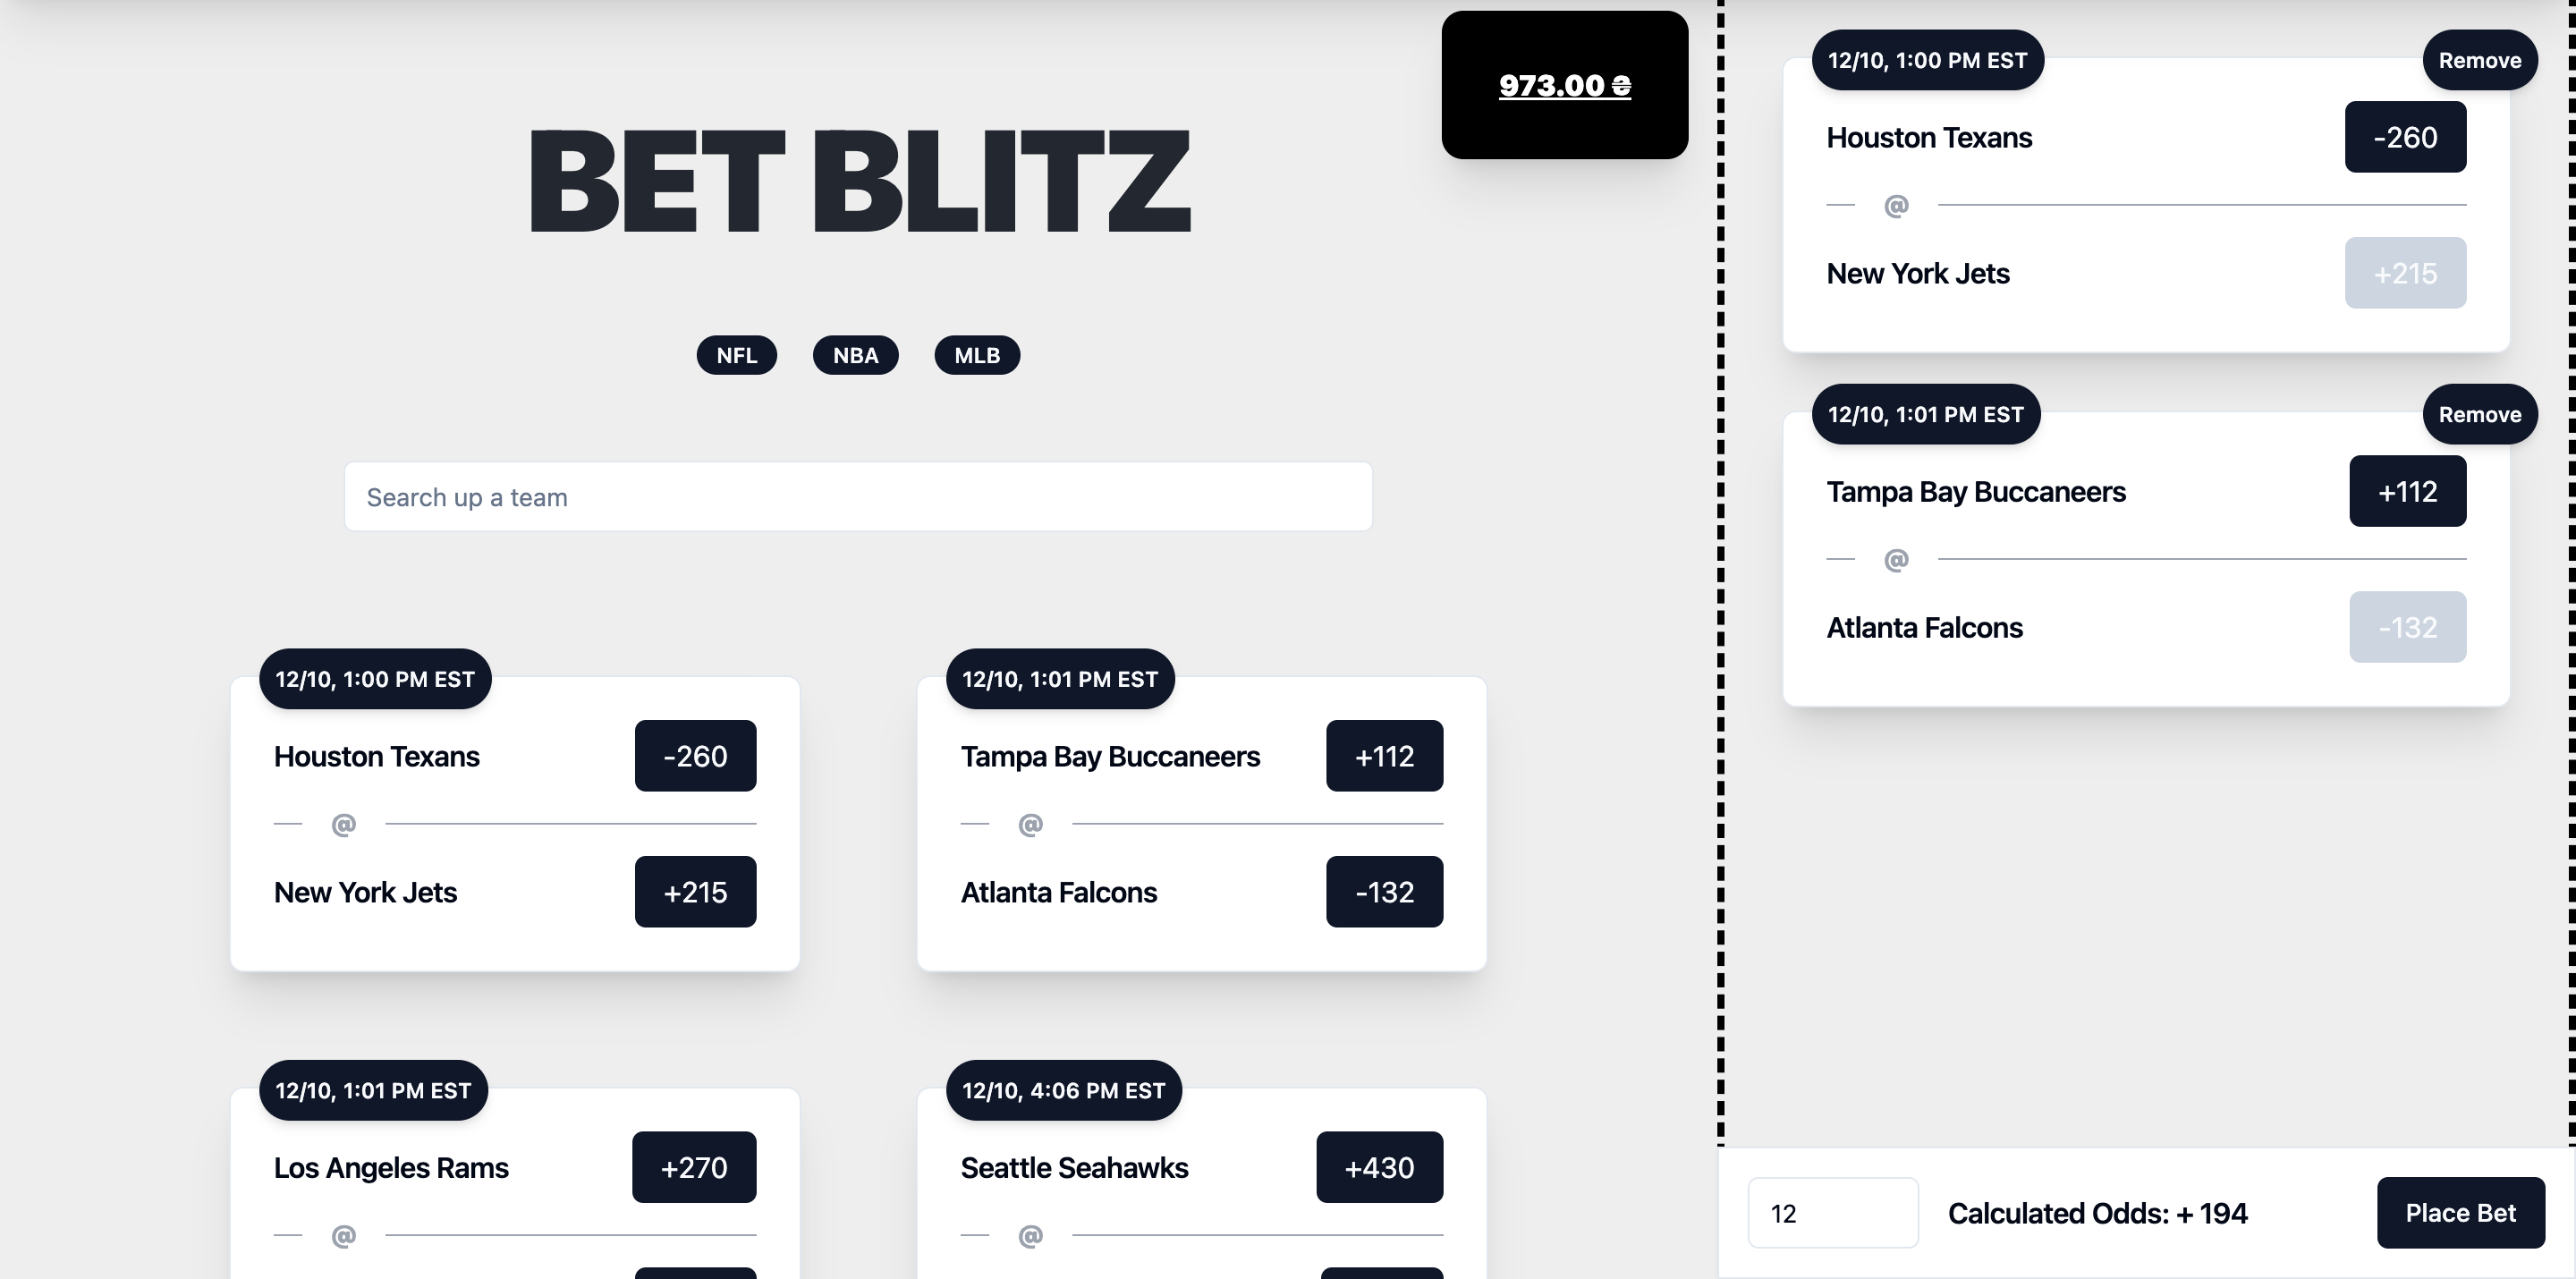 973.00 ₴
BET BLITZ
NFL NBA MLB
Search up a team
12/10, 1:00 PM EST
Houston Texans -260
@
New York Jets +215
12/10, 1:01 PM EST
Tampa Bay Buccaneers +112
@
Atlanta Falcons -132
12/10, 1:01 PM EST
Los Angeles Rams +270
@
12/10, 4:06 PM EST
Seattle Seahawks +430
@
12/10, 1:00 PM EST Remove
Houston Texans -260
@
New York Jets +215
12/10, 1:01 PM EST Remove
Tampa Bay Buccaneers +112
@
Atlanta Falcons -132
12 Calculated Odds: + 194 Place Bet